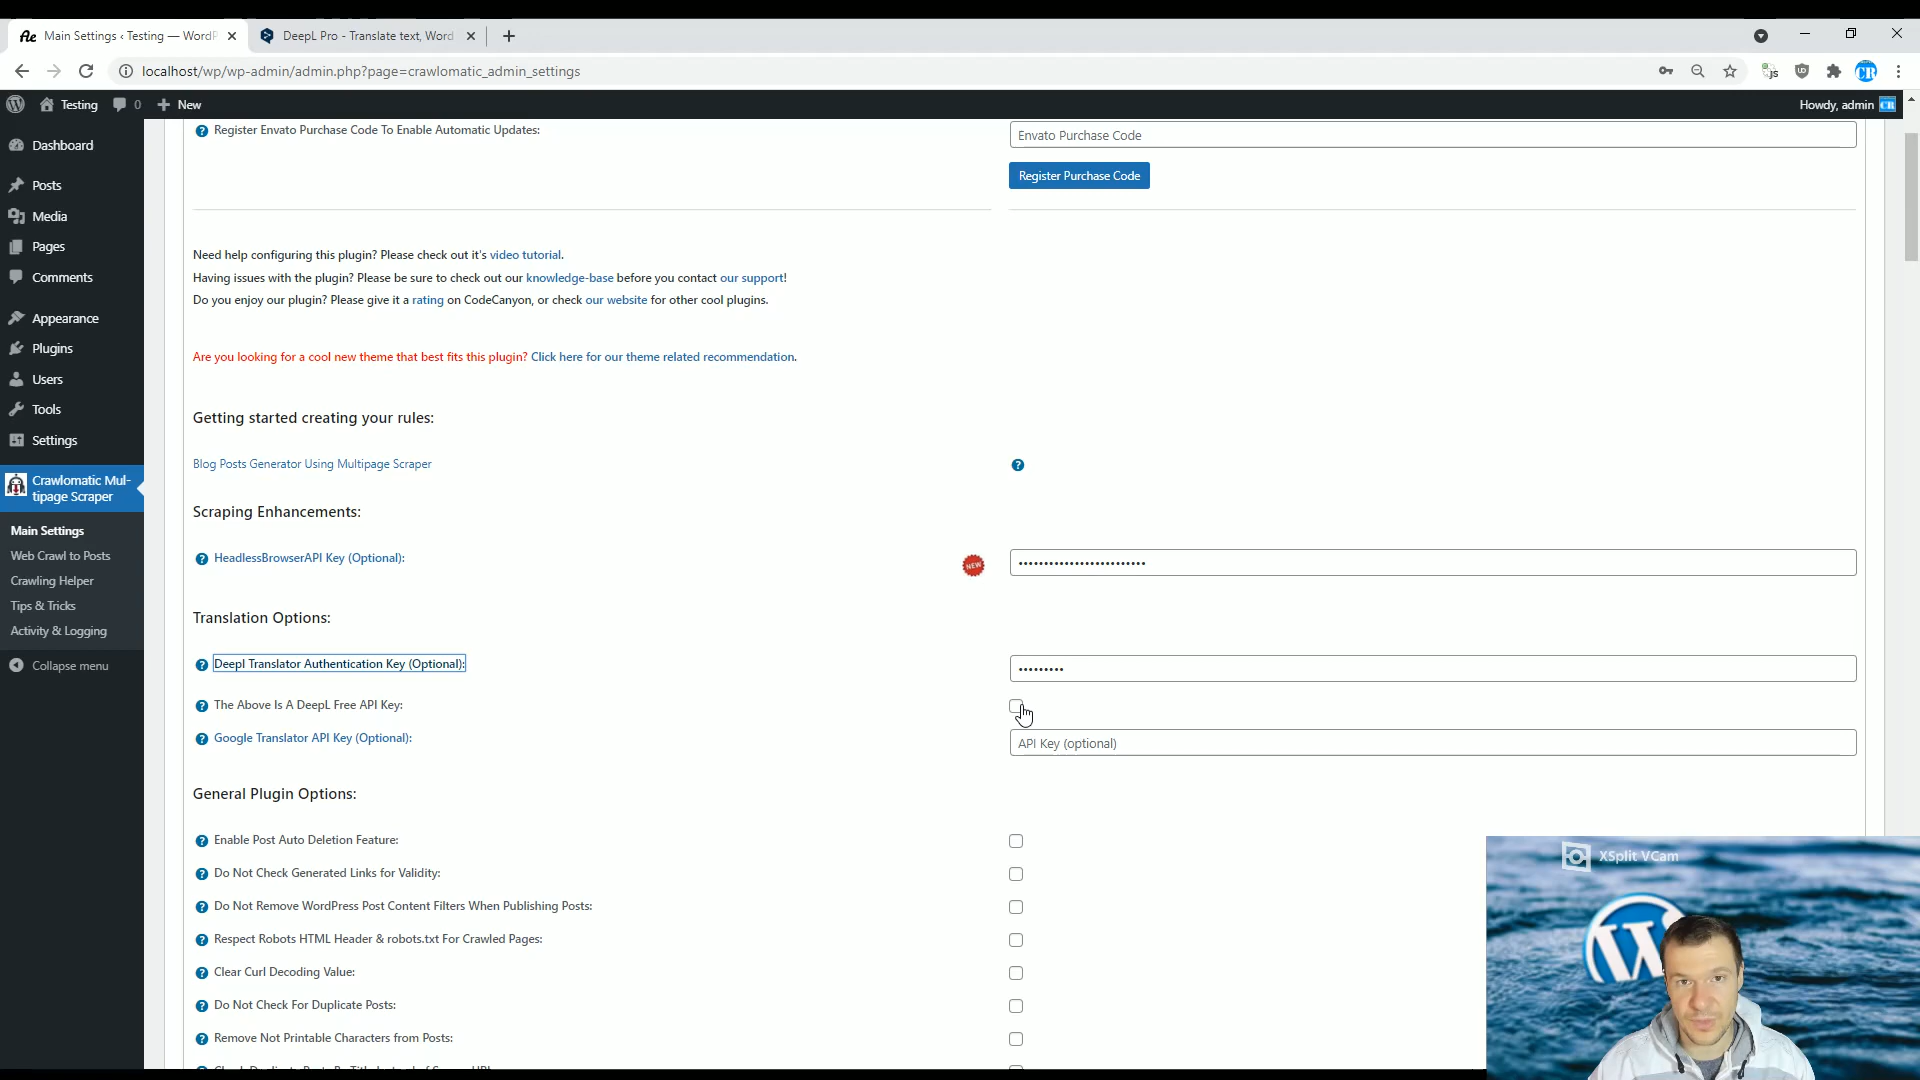 Main Settings ‹ Testing — WordP
DeepL Pro - Translate text, Word
localhost/wp/wp-admin/admin.php?page=crawlomatic_admin_settings
Testing
0
New
Howdy, admin
Dashboard
Posts
Media
Pages
Comments
Appearance
Plugins
Users
Tools
Settings
Crawlomatic Mul-
tipage Scraper
Main Settings
Web Crawl to Posts
Crawling Helper
Tips & Tricks
Activity & Logging
Collapse menu
Register Envato Purchase Code To Enable Automatic Updates:
Envato Purchase Code
Register Purchase Code
Need help configuring this plugin? Please check out it's video tutorial.
Having issues with the plugin? Please be sure to check out our knowledge-base before you contact our support!
Do you enjoy our plugin? Please give it a rating on CodeCanyon, or check our website for other cool plugins.
Are you looking for a cool new theme that best fits this plugin? Click here for our theme related recommendation.
Getting started creating your rules:
Blog Posts Generator Using Multipage Scraper
Scraping Enhancements:
HeadlessBrowserAPI Key (Optional):
NEW
Translation Options:
Deepl Translator Authentication Key (Optional):
The Above Is A DeepL Free API Key:
Google Translator API Key (Optional):
API Key (optional)
General Plugin Options:
Enable Post Auto Deletion Feature:
Do Not Check Generated Links for Validity:
Do Not Remove WordPress Post Content Filters When Publishing Posts:
Respect Robots HTML Header & robots.txt For Crawled Pages:
Clear Curl Decoding Value:
Do Not Check For Duplicate Posts:
Remove Not Printable Characters from Posts:
XSplit VCam